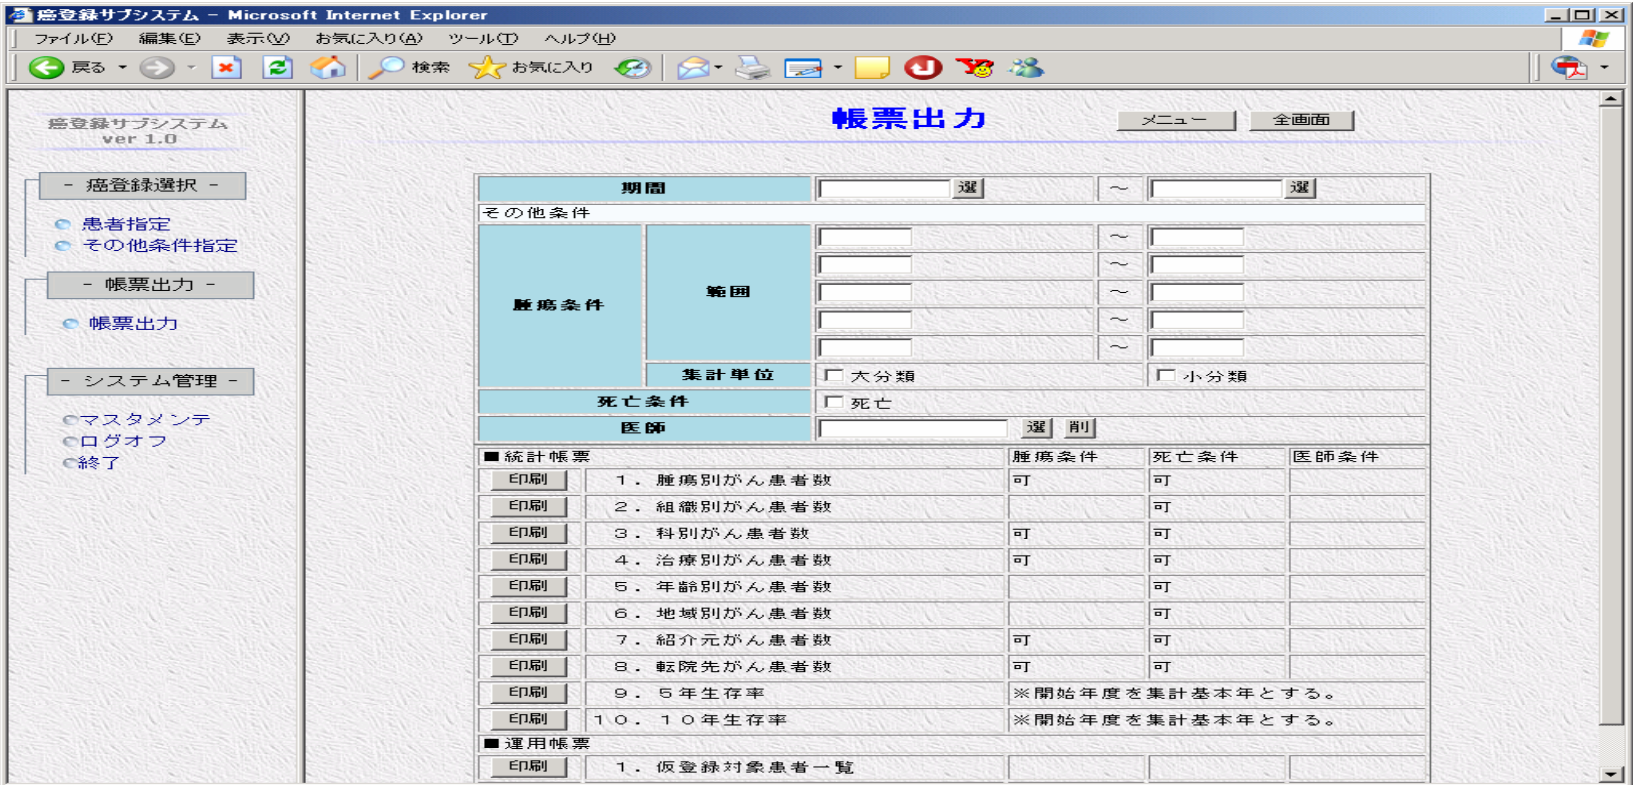 癌登録サブシステム - Microsoft Internet Explorer
ファイル(F) 編集(E) 表示(V) お気に入り(A) ツール(T) ヘルプ(H)
戻る 検索 お気に入り
癌登録サブシステム
ver 1.0
帳票出力 メニュー 全画面
- 癌登録選択 -
患者指定
その他条件指定
- 帳票出力 -
帳票出力
- システム管理 -
マスタメンテ
ログオフ
終了
期間 選 ～ 選
その他条件
腫瘍条件 範囲 ～
～
～
～
～
集計単位 大分類 小分類
死亡条件 死亡
医師 選 削
■統計帳票 腫瘍条件 死亡条件 医師条件
印刷 1．腫瘍別がん患者数 可 可
印刷 2．組織別がん患者数 可
印刷 3．科別がん患者数 可 可
印刷 4．治療別がん患者数 可 可
印刷 5．年齢別がん患者数 可
印刷 6．地域別がん患者数 可
印刷 7．紹介元がん患者数 可 可
印刷 8．転院先がん患者数 可 可
印刷 9．5年生存率 ※開始年度を集計基本年とする。
印刷 10．10年生存率 ※開始年度を集計基本年とする。
■運用帳票
印刷 1．仮登録対象患者一覧